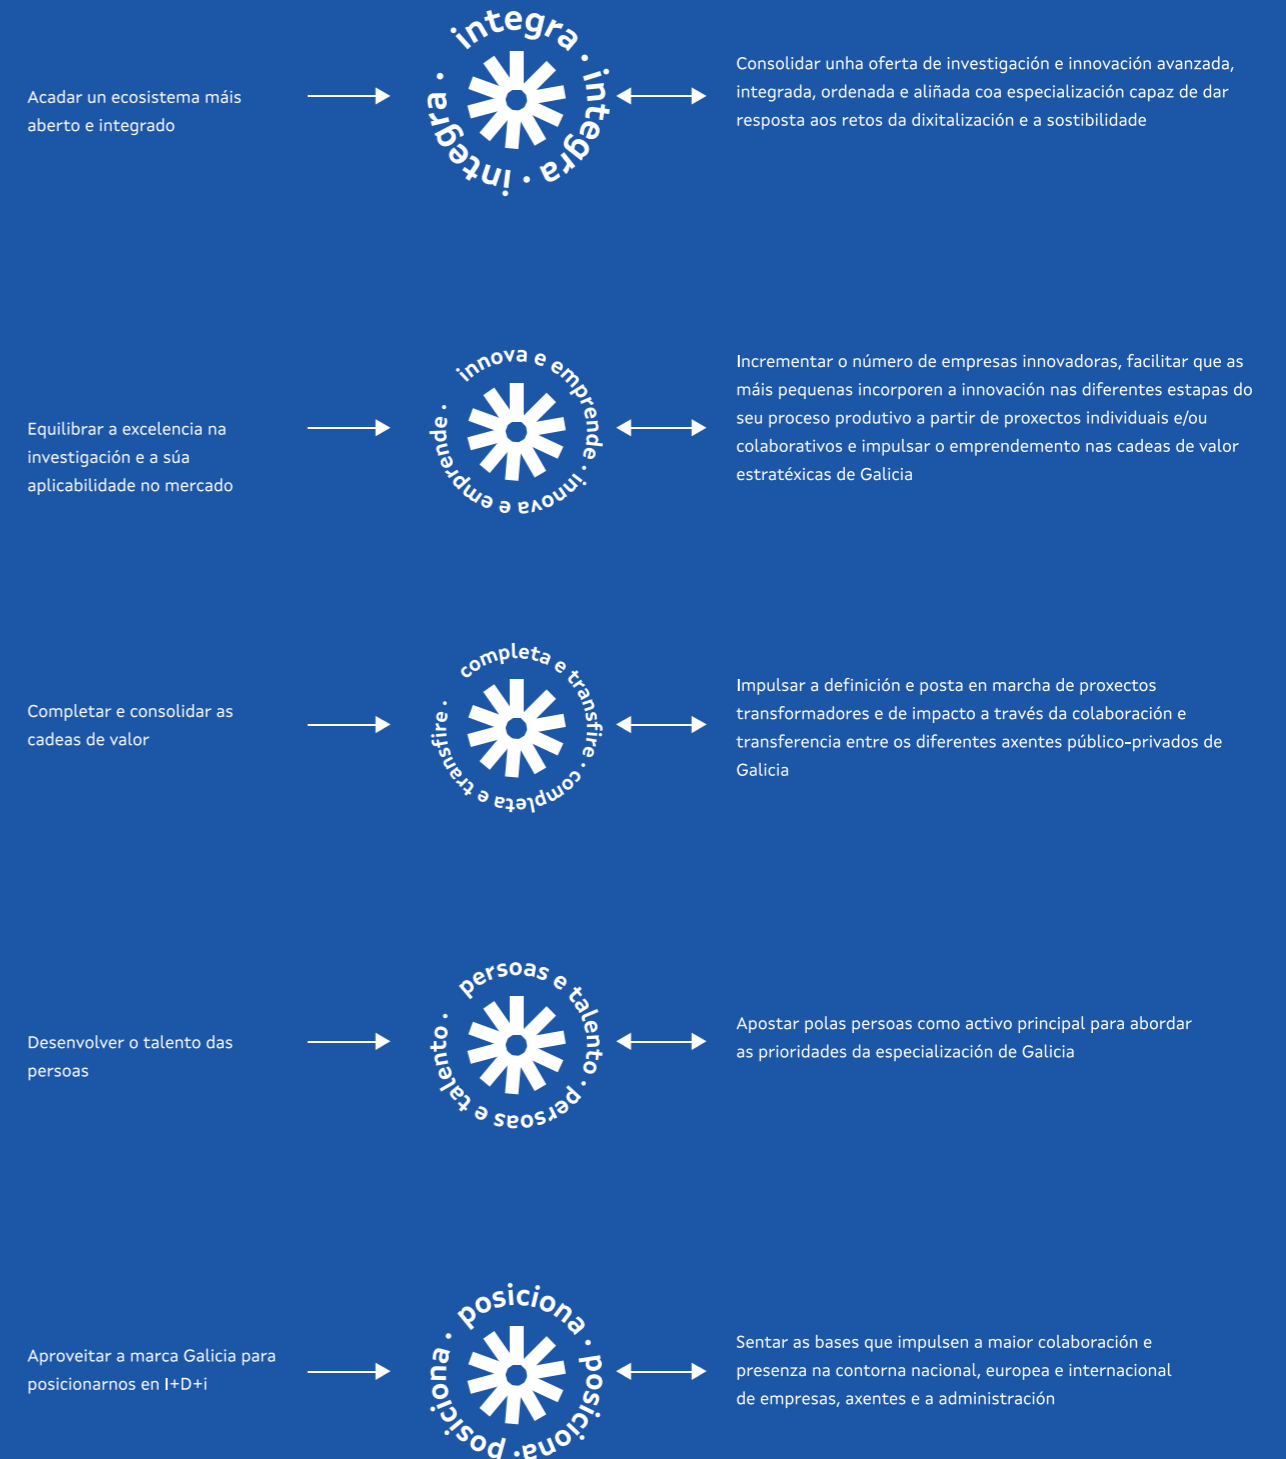 Acadar un ecosistema máis
aberto e integrado
integra · integra · integra ·
Consolidar unha oferta de investigación e innovación avanzada,
integrada, ordenada e aliñada coa especialización capaz de dar
resposta aos retos da dixitalización e a sostibilidade
Equilibrar a excelencia na
investigación e a súa
aplicabilidade no mercado
innova e emprende · innova e emprende ·
Incrementar o número de empresas innovadoras, facilitar que as
máis pequenas incorporen a innovación nas diferentes estapas do
seu proceso produtivo a partir de proxectos individuais e/ou
colaborativos e impulsar o emprendemento nas cadeas de valor
estratéxicas de Galicia
Completar e consolidar as
cadeas de valor
completa e transfire · completa e transfire ·
Impulsar a definición e posta en marcha de proxectos
transformadores e de impacto a través da colaboración e
transferencia entre os diferentes axentes público-privados de
Galicia
Desenvolver o talento das
persoas
persoas e talento · persoas e talento ·
Apostar polas persoas como activo principal para abordar
as prioridades da especialización de Galicia
Aproveitar a marca Galicia para
posicionarnos en I+D+i
posiciona · posiciona · posiciona ·
Sentar as bases que impulsen a maior colaboración e
presenza na contorna nacional, europea e internacional
de empresas, axentes e a administración